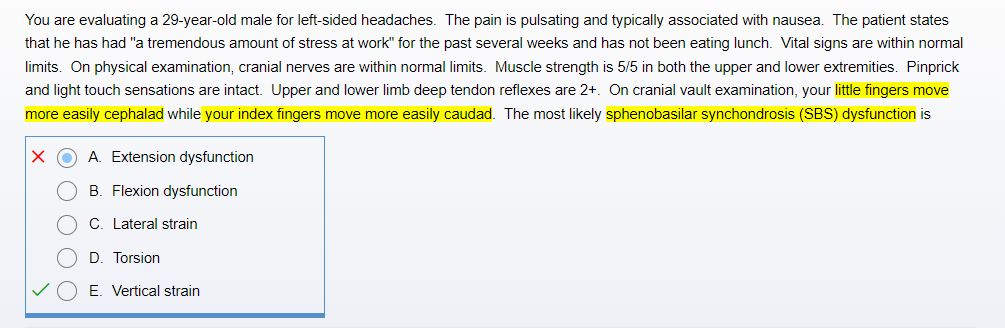 You are evaluating a 29-year-old male for left-sided headaches. The pain is pulsating and typically associated with nausea. The patient states
that he has had "a tremendous amount of stress at work" for the past several weeks and has not been eating lunch. Vital signs are within normal
limits. On physical examination, cranial nerves are within normal limits. Muscle strength is 5/5 in both the upper and lower extremities. Pinprick
and light touch sensations are intact. Upper and lower limb deep tendon reflexes are 2+. On cranial vault examination, your little fingers move
more easily cephalad while your index fingers move more easily caudad. The most likely sphenobasilar synchondrosis (SBS) dysfunction is
A. Extension dysfunction
B. Flexion dysfunction
C. Lateral strain
D. Torsion
E. Vertical strain